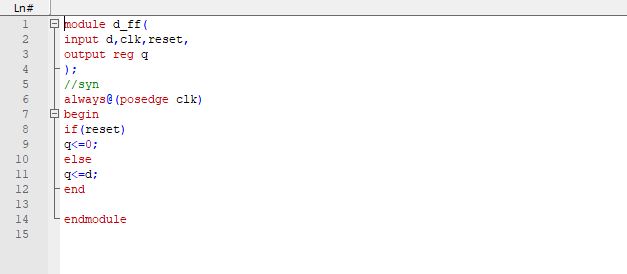 Ln#
1 module d_ff(
2 input d,clk,reset,
3 output reg q
4 );
5 //syn
6 always@(posedge clk)
7 begin
8 if(reset)
9 q<=0;
10 else
11 q<=d;
12 end
13
14 endmodule
15